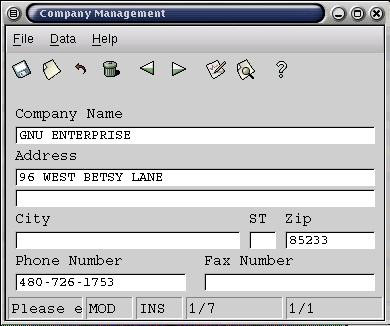 Company Management
File Data Help
?
Company Name
GNU ENTERPRISE
Address
96 WEST BETSY LANE
City ST Zip
85233
Phone Number Fax Number
480-726-1753
Please e MOD INS 1/7 1/1